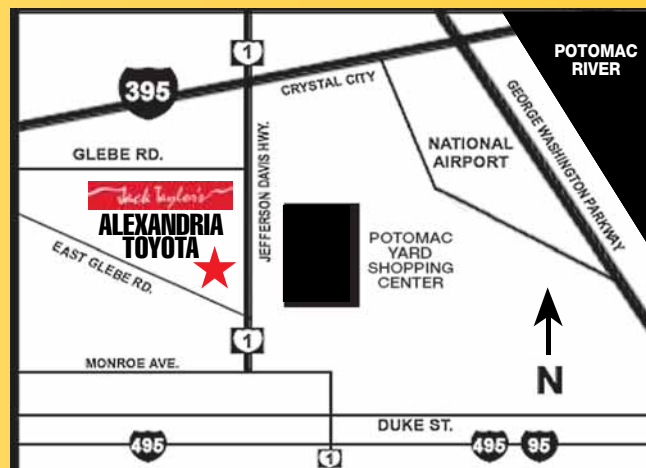 1
POTOMAC
RIVER
395
CRYSTAL CITY
GEORGE WASHINGTON PARKWAY
GLEBE RD.
NATIONAL
AIRPORT
JEFFERSON DAVIS HWY.
Jack Taylor's
ALEXANDRIA
TOYOTA
EAST GLEBE RD.
POTOMAC
YARD
SHOPPING
CENTER
1
MONROE AVE.
N
DUKE ST.
495
1
495
95